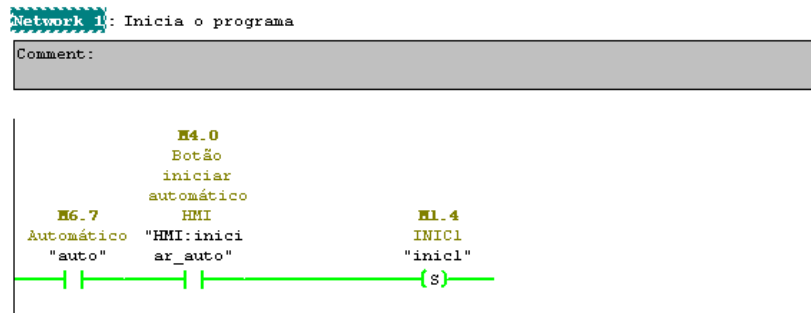 Network 1: Inicia o programa
Comment:
M4.0
Botão
iniciar
automático
M6.7 HMI M1.4
Automático "HMI:inici INIC1
"auto" ar_auto" "inic1"
(S)